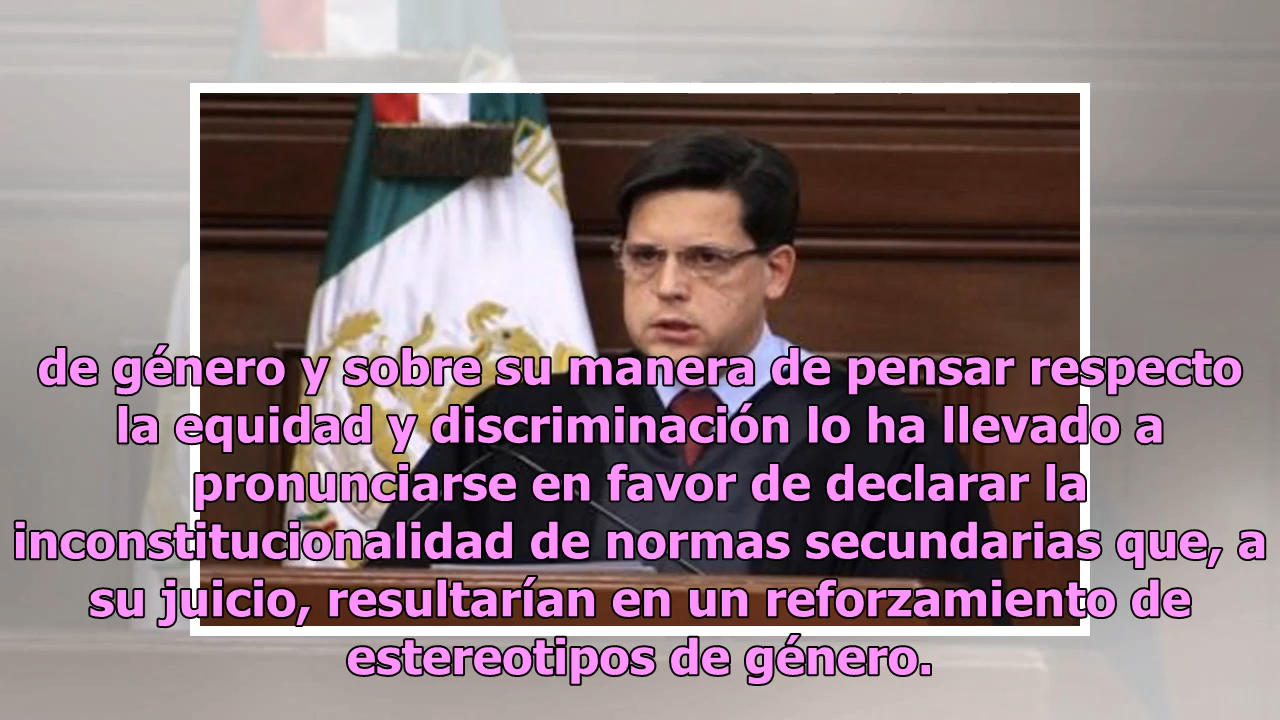 de género y sobre su manera de pensar respecto
la equidad y discriminación lo ha llevado a
pronunciarse en favor de declarar la
inconstitucionalidad de normas secundarias que, a
su juicio, resultarían en un reforzamiento de
estereotipos de género.